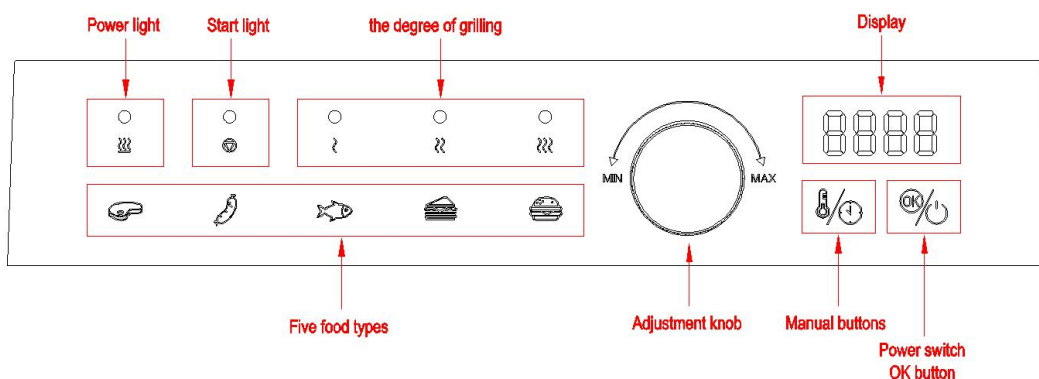 Power light
Start light
the degree of grilling
Display
8888
MIN
MAX
OK
Five food types
Adjustment knob
Manual buttons
Power switch
OK button